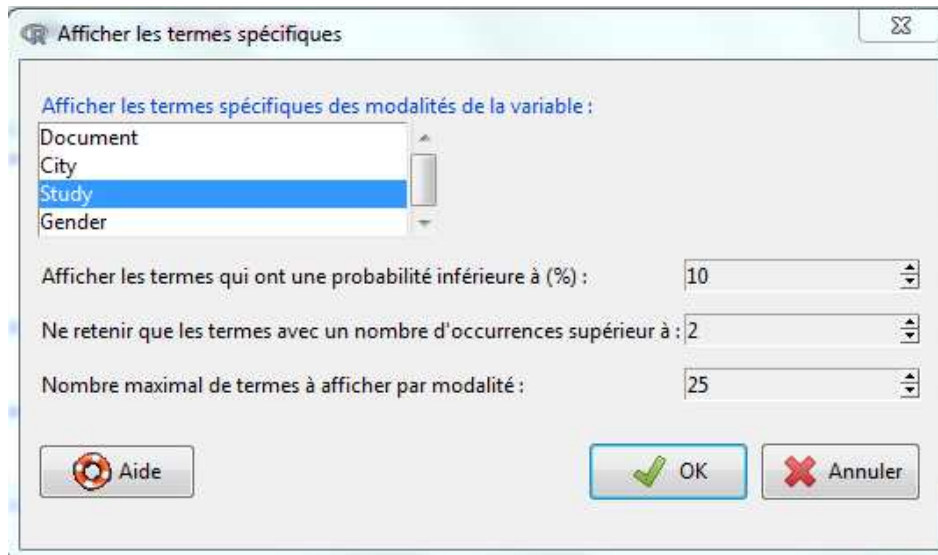 Afficher les termes spécifiques
Afficher les termes spécifiques des modalités de la variable :
Document
City
Study
Gender
Afficher les termes qui ont une probabilité inférieure à (%) : 10
Ne retenir que les termes avec un nombre d'occurrences supérieur à : 2
Nombre maximal de termes à afficher par modalité : 25
Aide OK Annuler